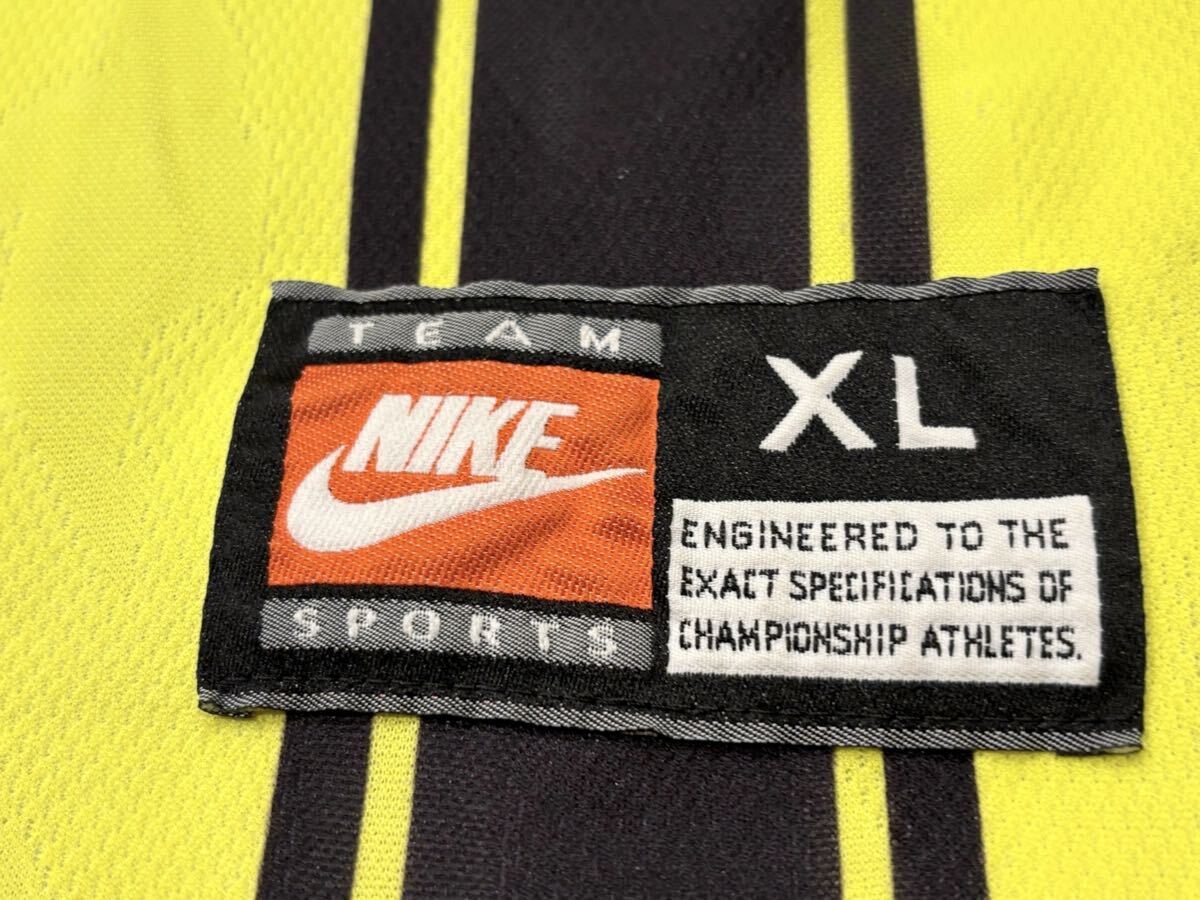 TEAM
NIKE
SPORTS
XL
ENGINEERED TO THE
EXACT SPECIFICATIONS OF
CHAMPIONSHIP ATHLETES.